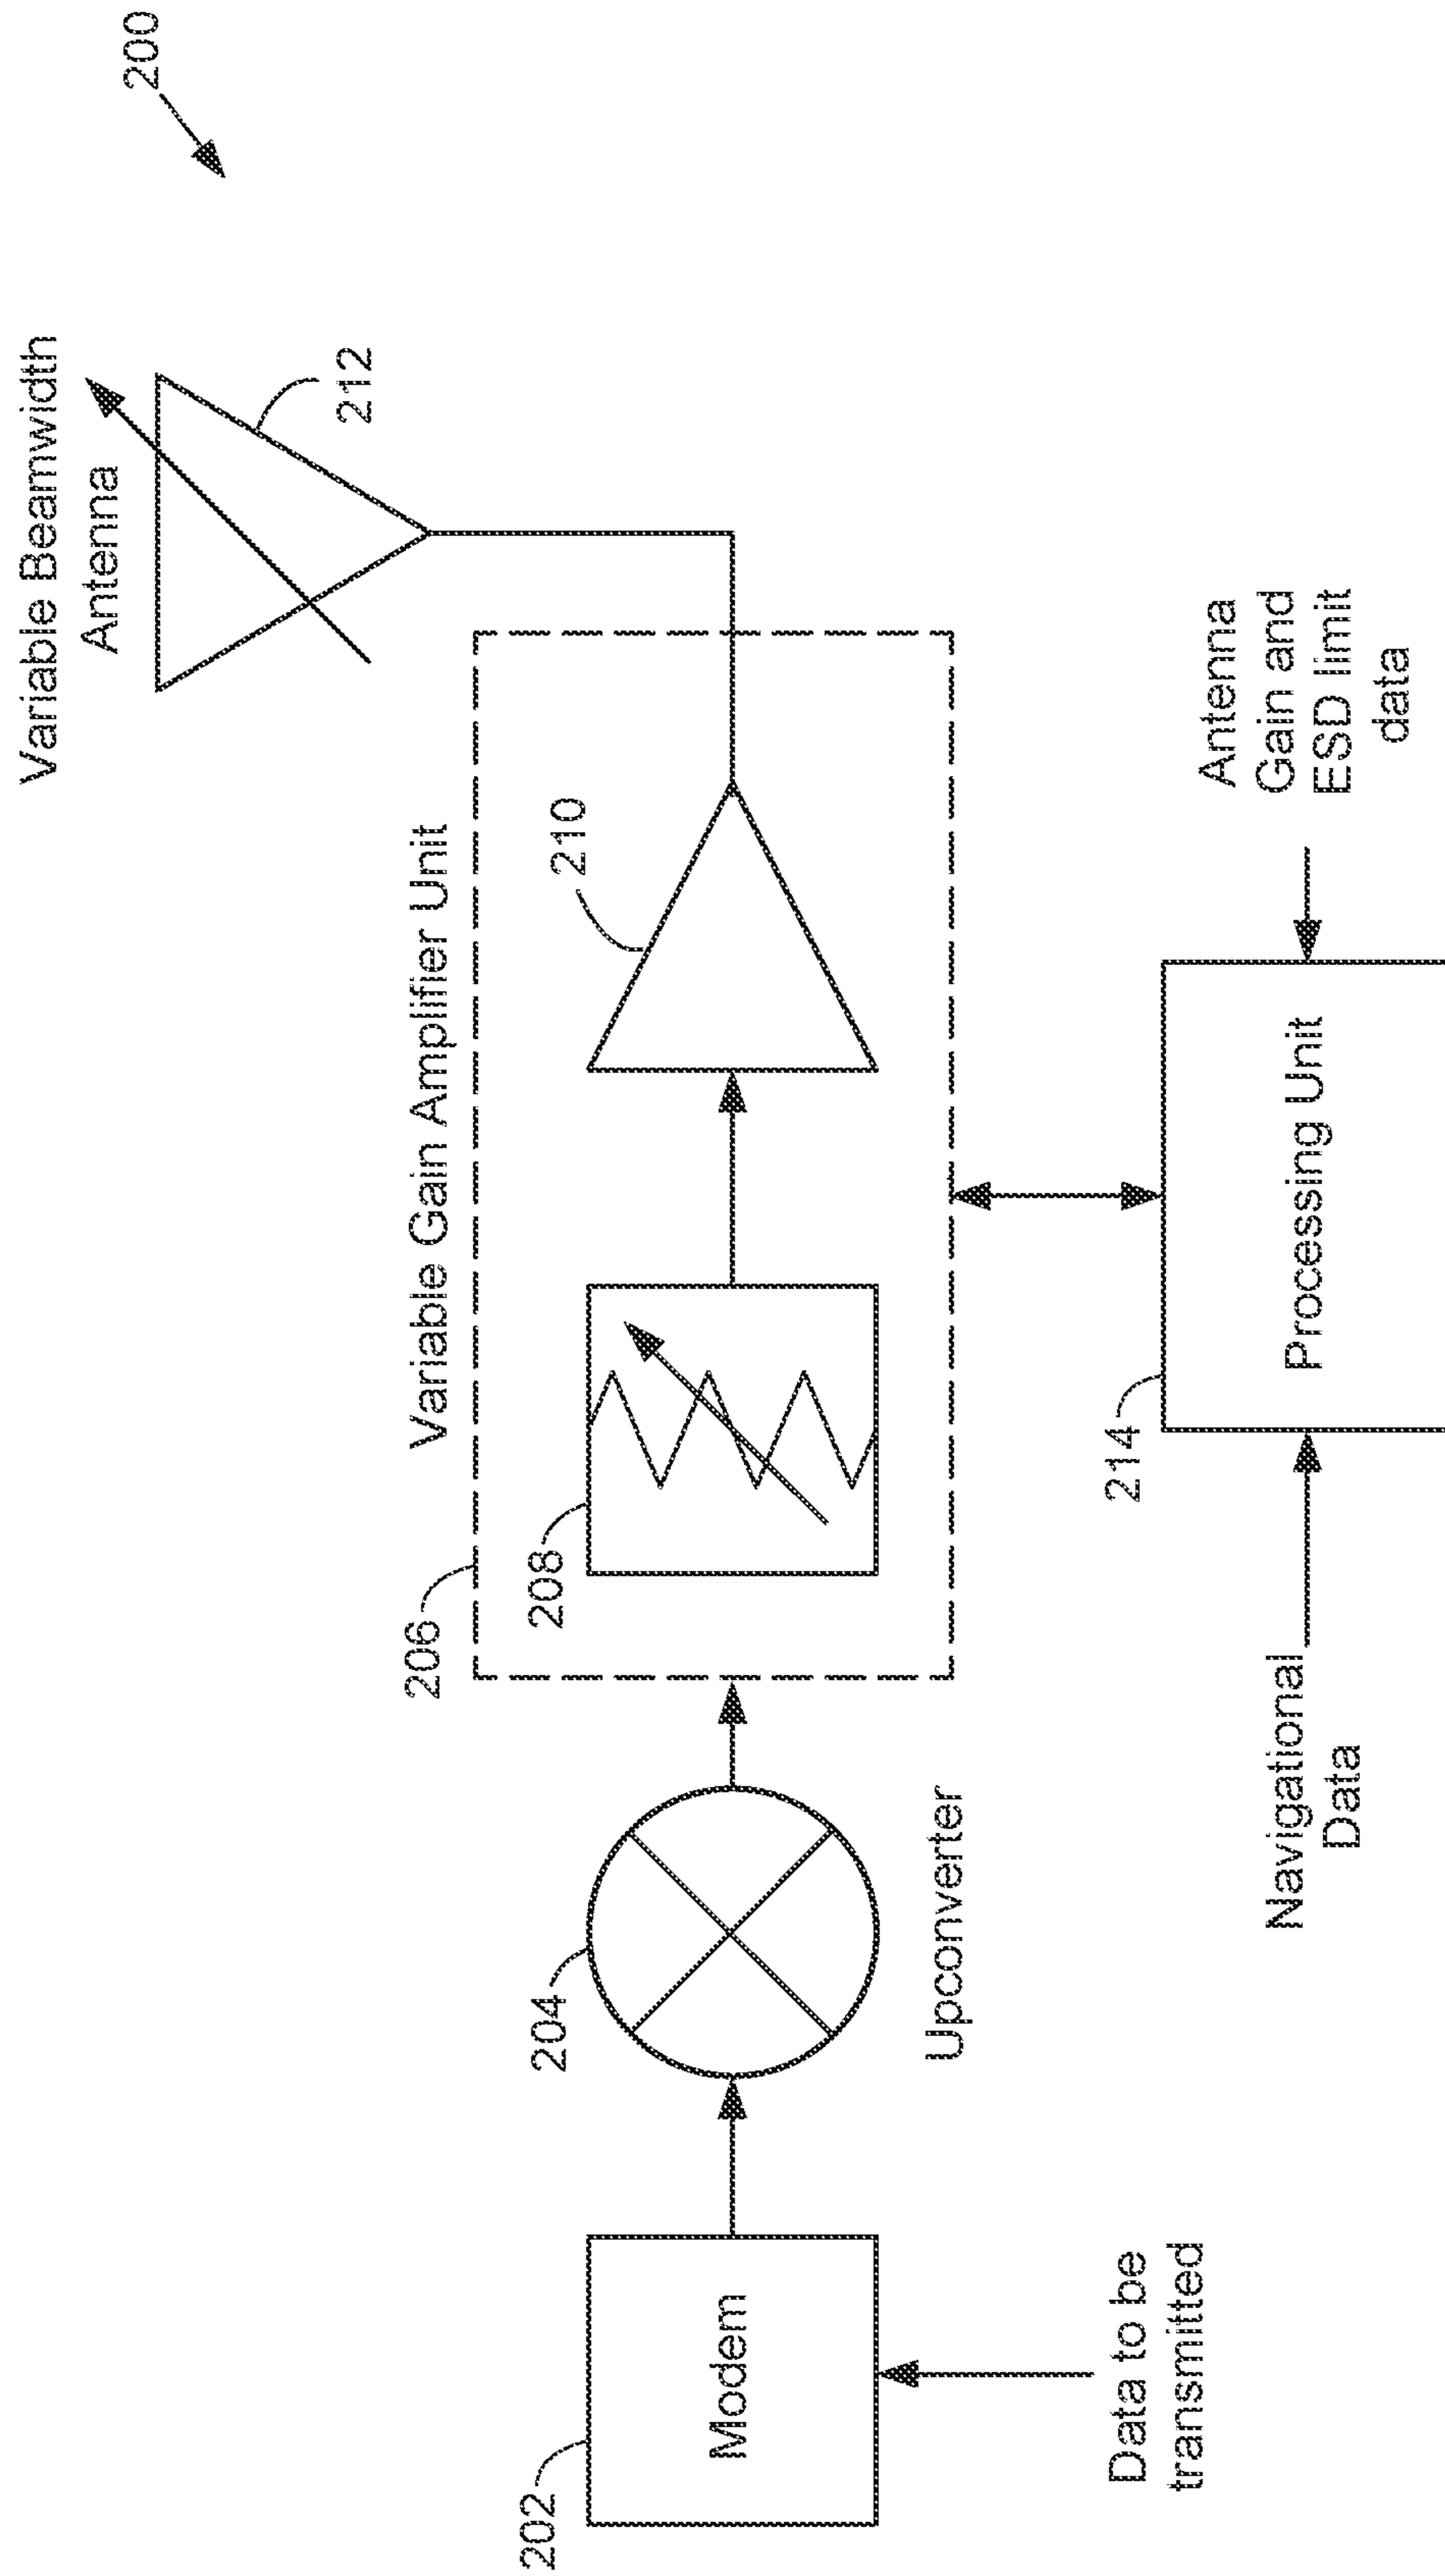 200
Variable Beamwidth
Antenna
212
Variable Gain Amplifier Unit
206
208
210
204
Upconverter
202
Modem
Data to be
transmitted
214
Processing Unit
Navigational
Data
Antenna
Gain and
ESD limit
data